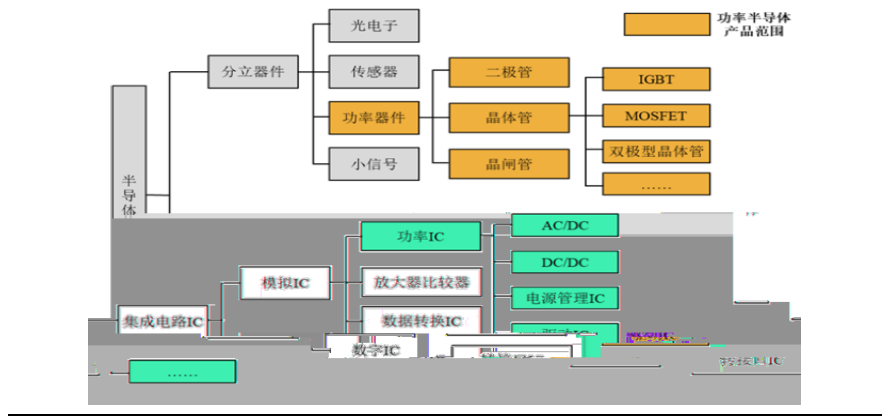 功率半导体
产品范围
光电子
分立器件
传感器
二极管
IGBT
功率器件
晶体管
MOSFET
双极型晶体管
小信号
晶闸管
……
半
导
体
功率IC
AC/DC
模拟IC
放大器比较器
DC/DC
电源管理IC
集成电路IC
数据转换IC
驱动IC
数字IC
……